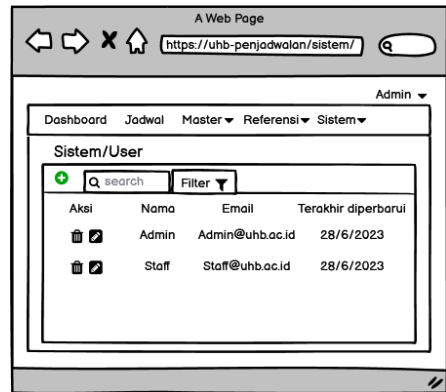 A Web Page
https://uhb-penjadwalan/sistem/
Admin
Dashboard Jadwal Master Referensi Sistem
Sistem/User
search Filter
Aksi Nama Email Terakhir diperbarui
Admin Admin@uhb.ac.id 28/6/2023
Staff Staff@uhb.ac.id 28/6/2023